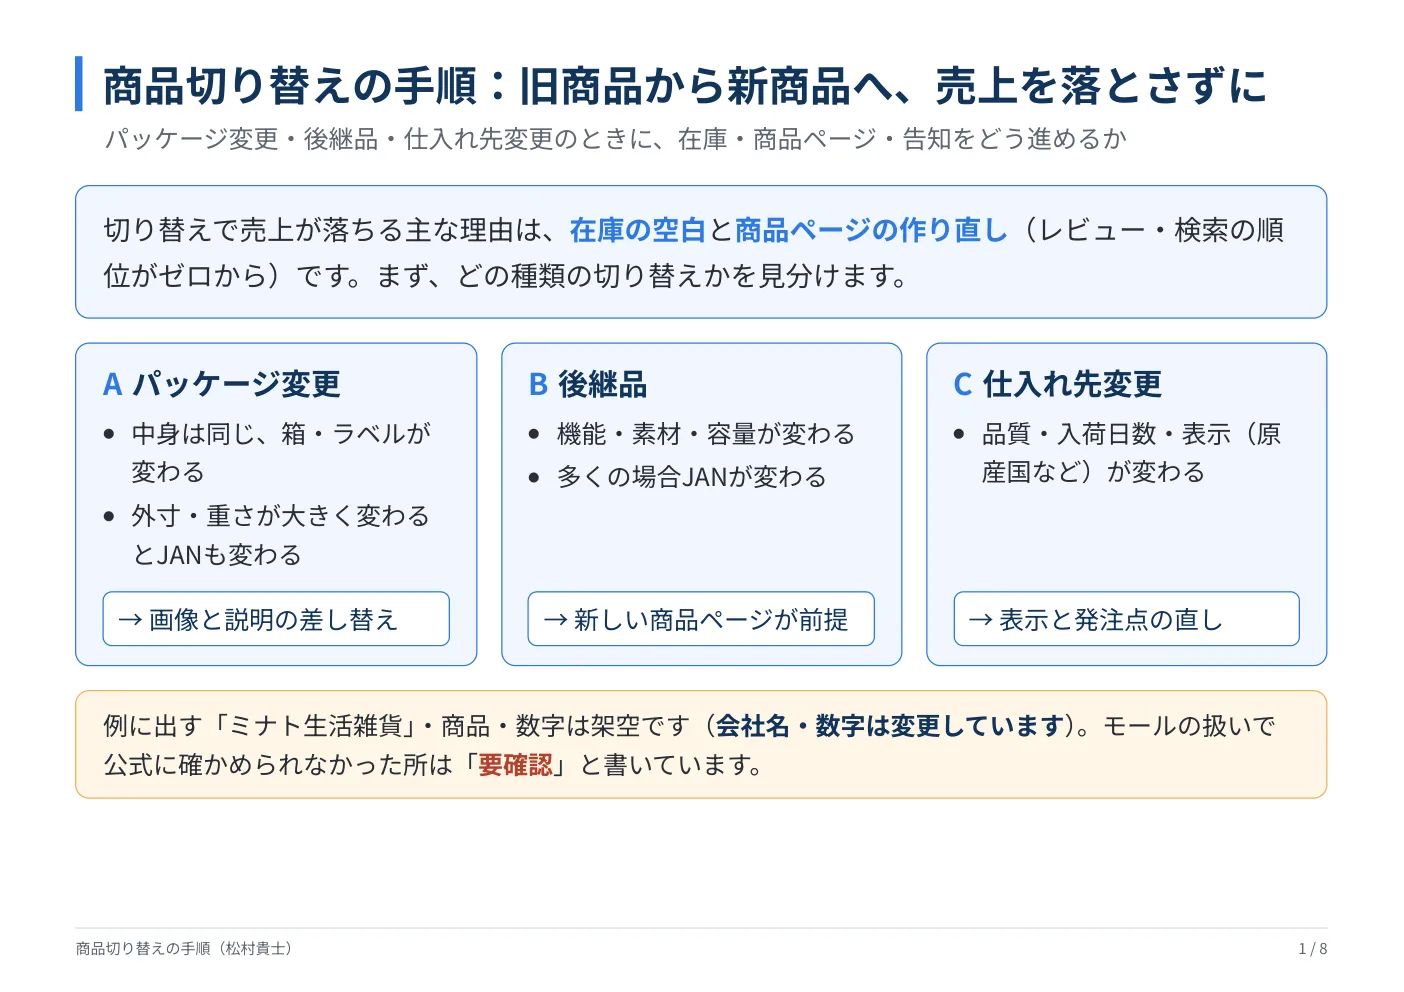 商品切り替えの手順：旧商品から新商品へ、売上を落とさずに
パッケージ変更・後継品・仕入れ先変更のときに、在庫・商品ページ・告知をどう進めるか
切り替えで売上が落ちる主な理由は、在庫の空白と商品ページの作り直し（レビュー・検索の順
位がゼロから）です。まず、どの種類の切り替えかを見分けます。
A パッケージ変更
• 中身は同じ、箱・ラベルが
変わる
• 外寸・重さが大きく変わる
とJANも変わる
→ 画像と説明の差し替え
B 後継品
• 機能・素材・容量が変わる
• 多くの場合JANが変わる
→ 新しい商品ページが前提
C 仕入れ先変更
• 品質・入荷日数・表示（原
産国など）が変わる
→ 表示と発注点の直し
例に出す「ミナト生活雑貨」・商品・数字は架空です（会社名・数字は変更しています）。モールの扱いで
公式に確かめられなかった所は「要確認」と書いています。
商品切り替えの手順（松村貴士）
1 / 8